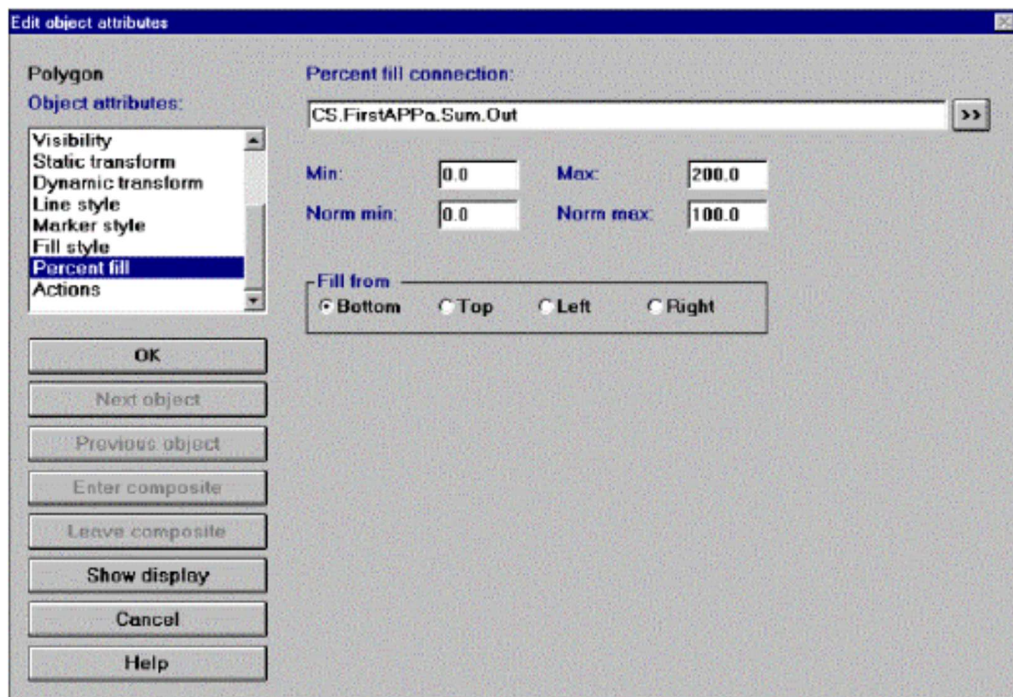 Edit object attributes
Polygon
Object attributes:
Visibility
Static transform
Dynamic transform
Line style
Marker style
Fill style
Percent fill
Actions
OK
Next object
Previous object
Enter composite
Leave composite
Show display
Cancel
Help
Percent fill connection:
CS.FirstAPPa.Sum.Out
>>
Min: 0.0 Max: 200.0
Norm min: 0.0 Norm max: 100.0
Fill from
Bottom Top Left Right